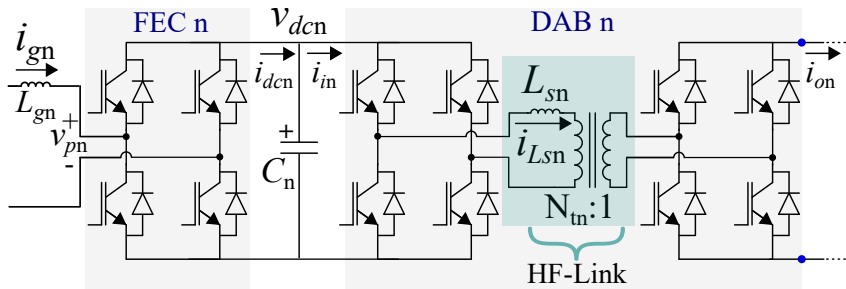 FEC n
v_dcn
DAB n
i_gn
i_dcn
i_in
i_on
L_gn
L_sn
+
v_pn
-
+
C_n
i_Lsn
N_tn:1
HF-Link